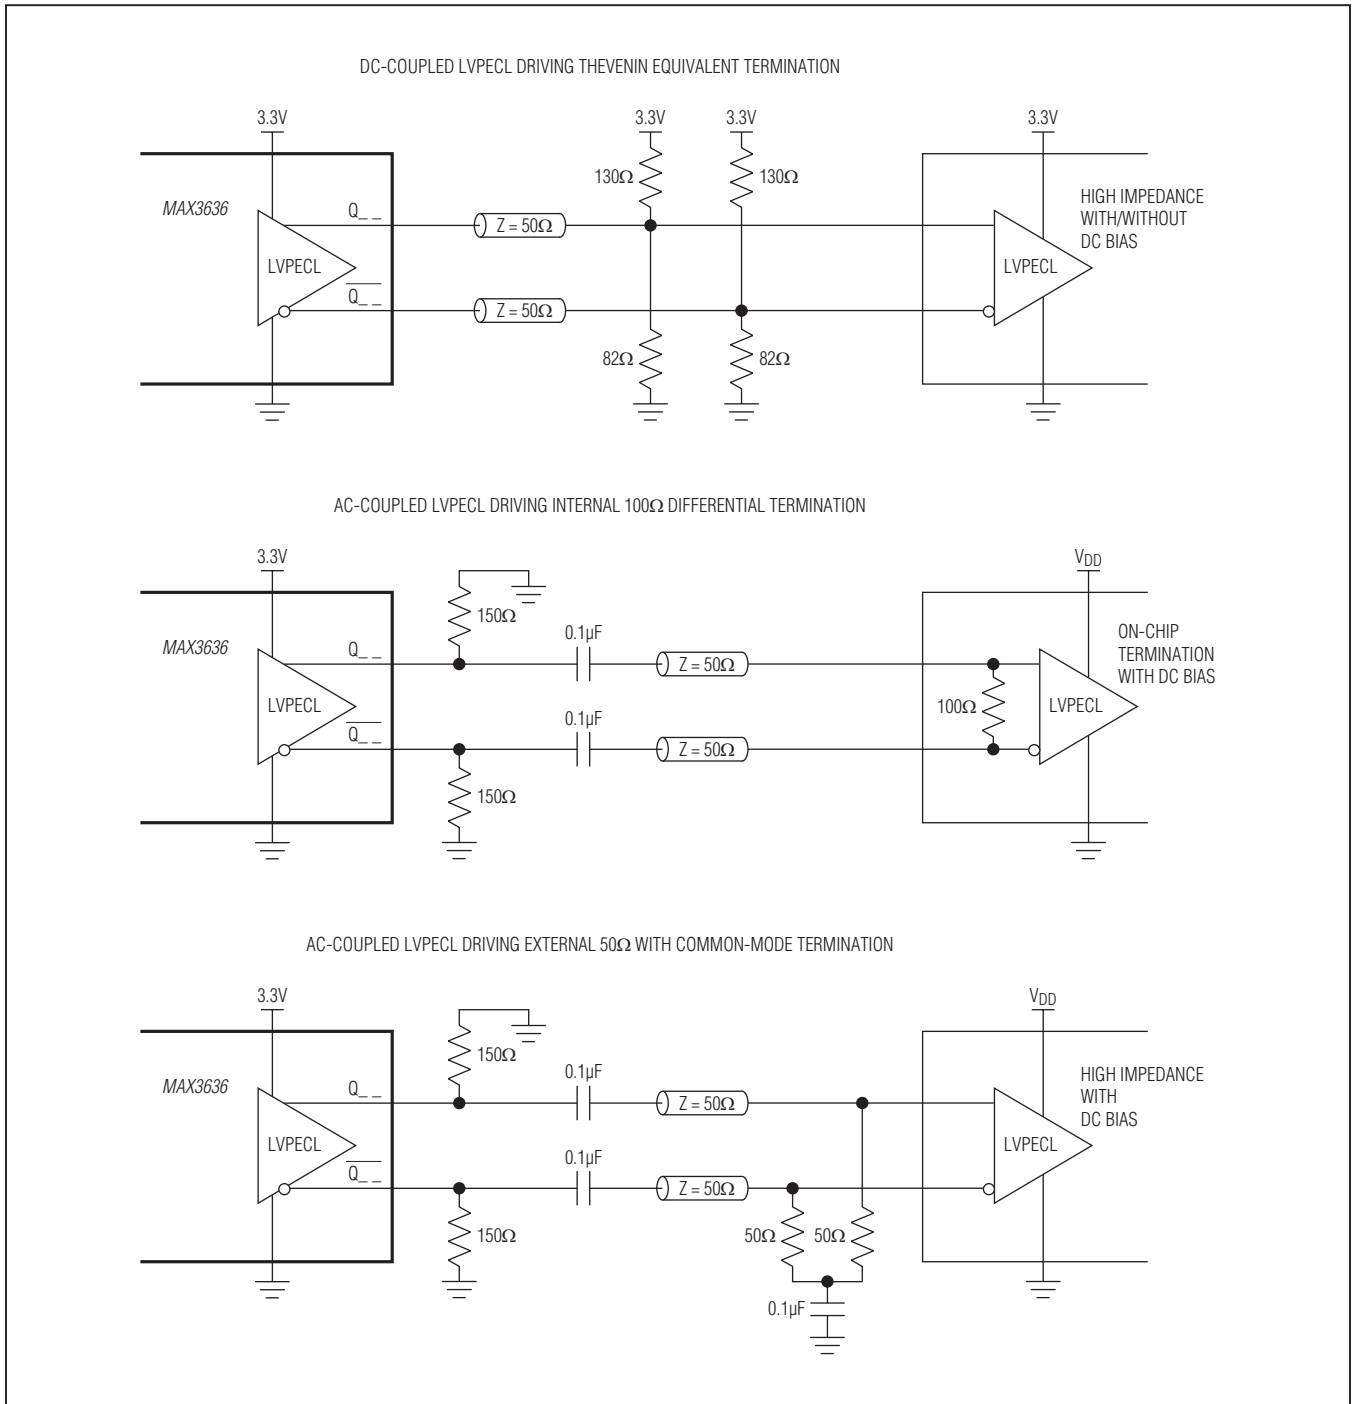 DC-COUPLED LVPECL DRIVING THEVENIN EQUIVALENT TERMINATION
3.3V
3.3V
3.3V
3.3V
130Ω
130Ω
MAX3636
Q_ _
Z = 50Ω
LVPECL
Q_ _
Z = 50Ω
82Ω
82Ω
LVPECL
HIGH IMPEDANCE
WITH/WITHOUT
DC BIAS
AC-COUPLED LVPECL DRIVING INTERNAL 100Ω DIFFERENTIAL TERMINATION
3.3V
VDD
150Ω
MAX3636
Q_ _
0.1µF
Z = 50Ω
LVPECL
Q_ _
0.1µF
Z = 50Ω
150Ω
100Ω
LVPECL
ON-CHIP
TERMINATION
WITH DC BIAS
AC-COUPLED LVPECL DRIVING EXTERNAL 50Ω WITH COMMON-MODE TERMINATION
3.3V
VDD
150Ω
MAX3636
Q_ _
0.1µF
Z = 50Ω
LVPECL
Q_ _
0.1µF
Z = 50Ω
150Ω
50Ω
50Ω
0.1µF
LVPECL
HIGH IMPEDANCE
WITH
DC BIAS